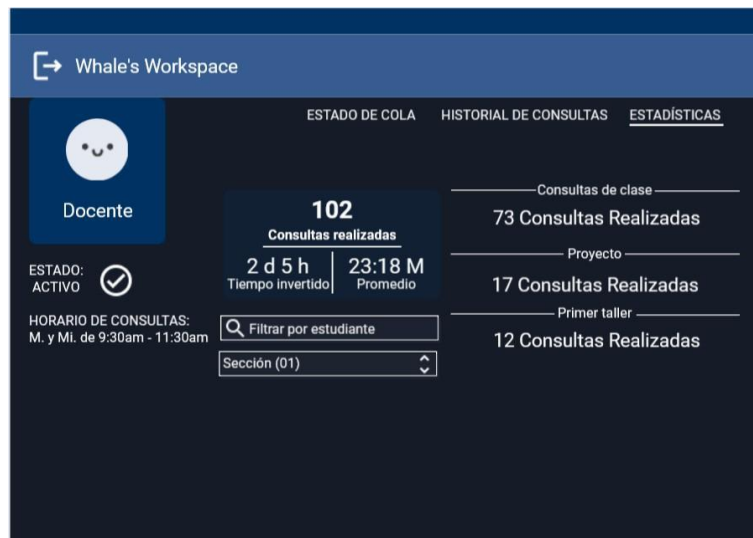 Whale's Workspace
ESTADO DE COLA
HISTORIAL DE CONSULTAS
ESTADÍSTICAS
Docente
ESTADO:
ACTIVO
HORARIO DE CONSULTAS:
M. y Mi. de 9:30am - 11:30am
102
Consultas realizadas
2 d 5 h
Tiempo invertido
23:18 M
Promedio
Filtrar por estudiante
Sección (01)
Consultas de clase
73 Consultas Realizadas
Proyecto
17 Consultas Realizadas
Primer taller
12 Consultas Realizadas